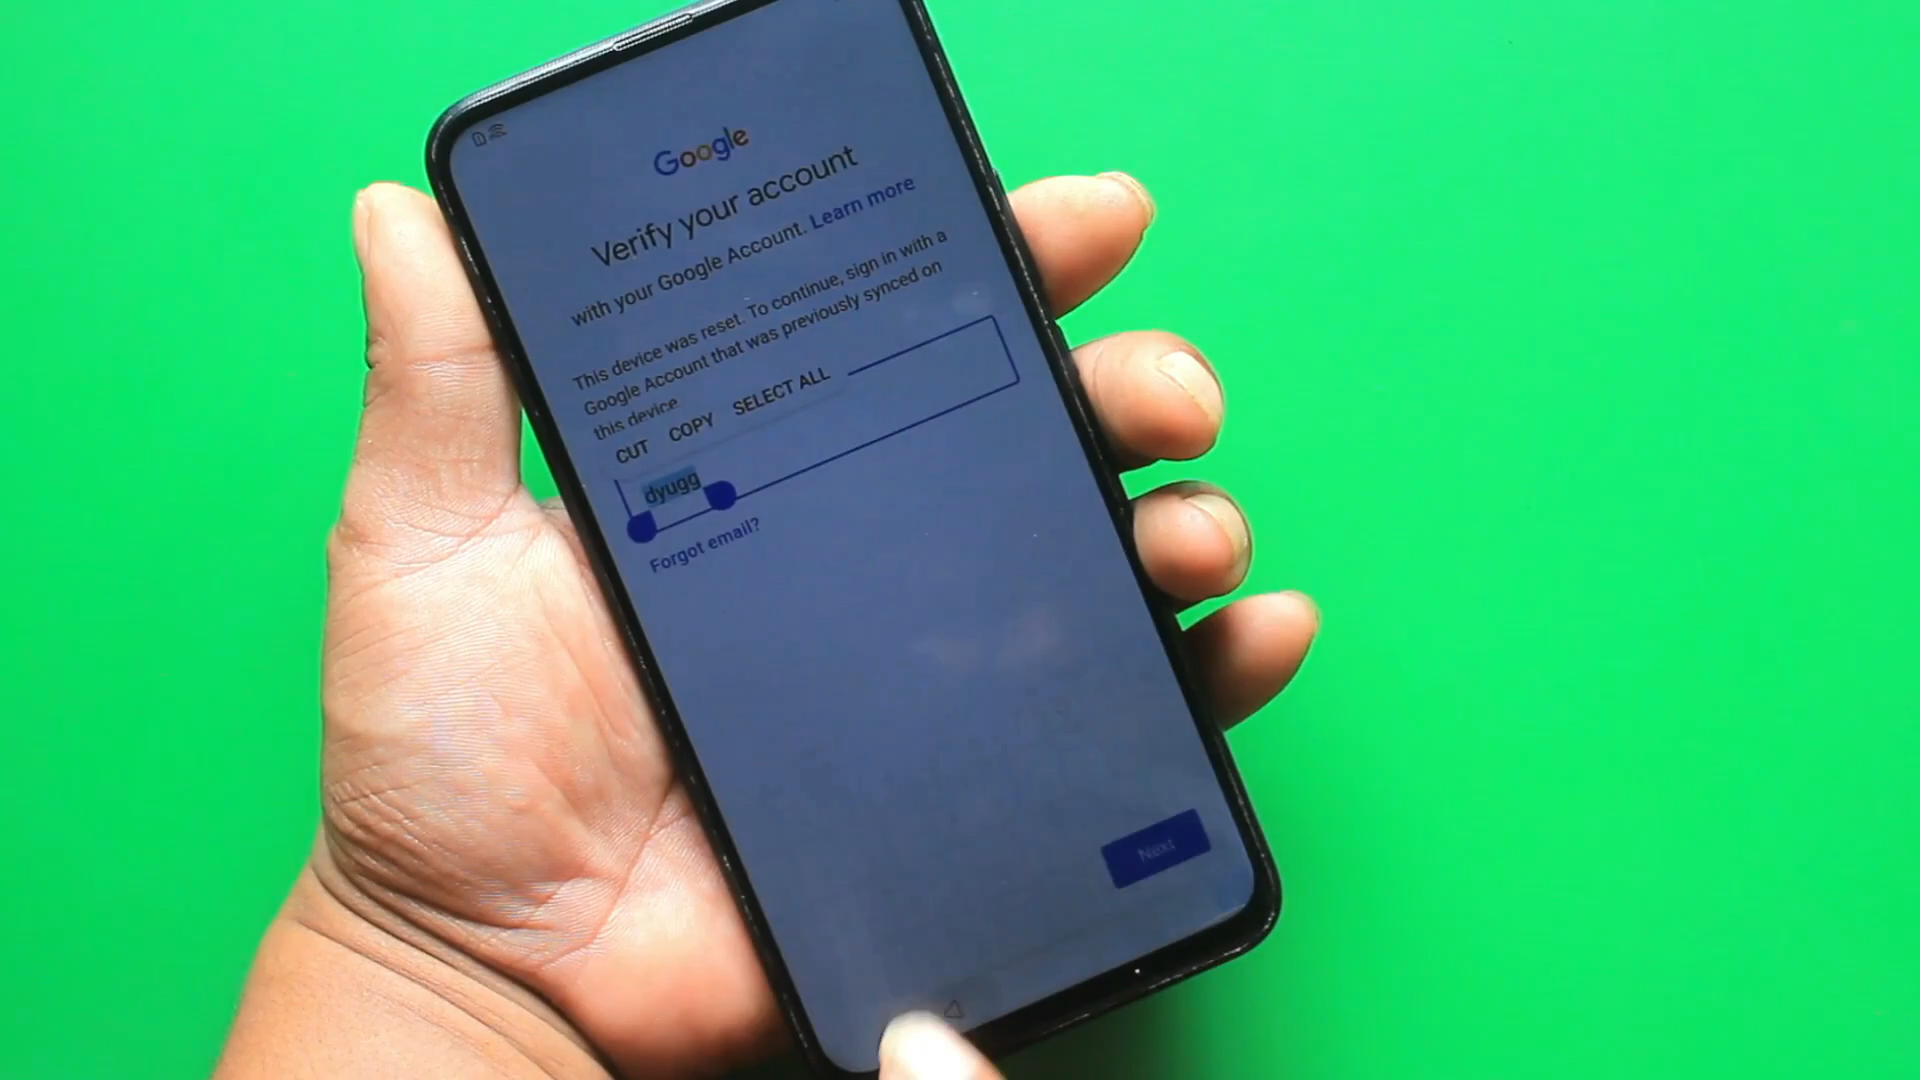 Google
Verify your account
with your Google Account. Learn more
This device was reset. To continue, sign in with a
Google Account that was previously synced on
this device.
CUT COPY SELECT ALL
dyugg
Forgot email?
Next